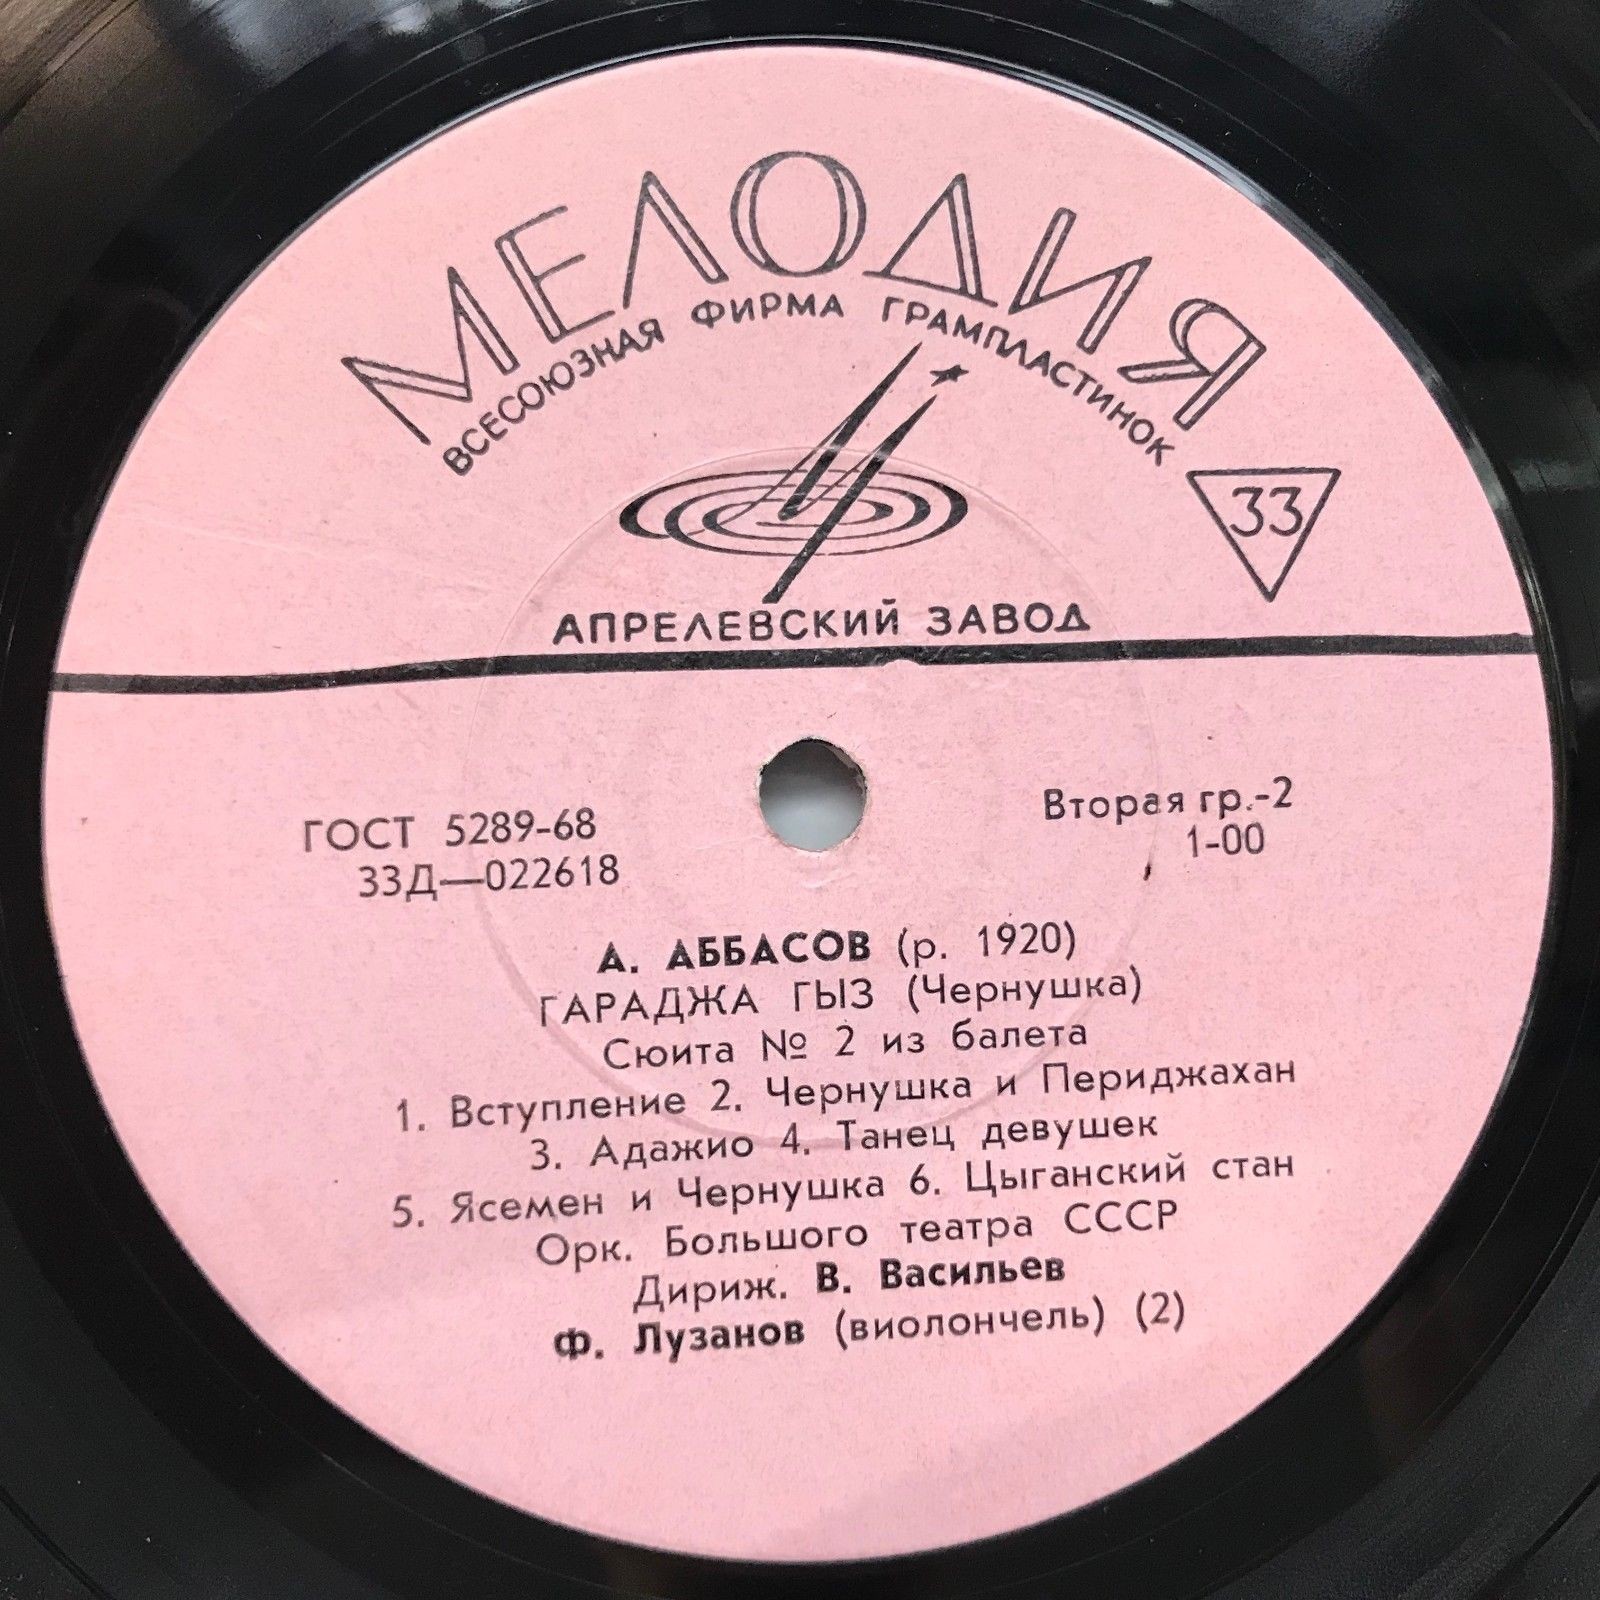 МЕЛОДИЯ
ВСЕСОЮЗНАЯ ФИРМА ГРАМПЛАСТИНОК
33
АПРЕЛЕВСКИЙ ЗАВОД
ГОСТ 5289-68
33Д—022618
Вторая гр.-2
1-00
А. АББАСОВ (р. 1920)
ГАРАДЖА ГЫЗ (Чернушка)
Сюита № 2 из балета
1. Вступление 2. Чернушка и Периджахан
3. Адажио 4. Танец девушек
5. Ясемен и Чернушка 6. Цыганский стан
Орк. Большого театра СССР
Дириж. В. Васильев
Ф. Лузанов (виолончель) (2)